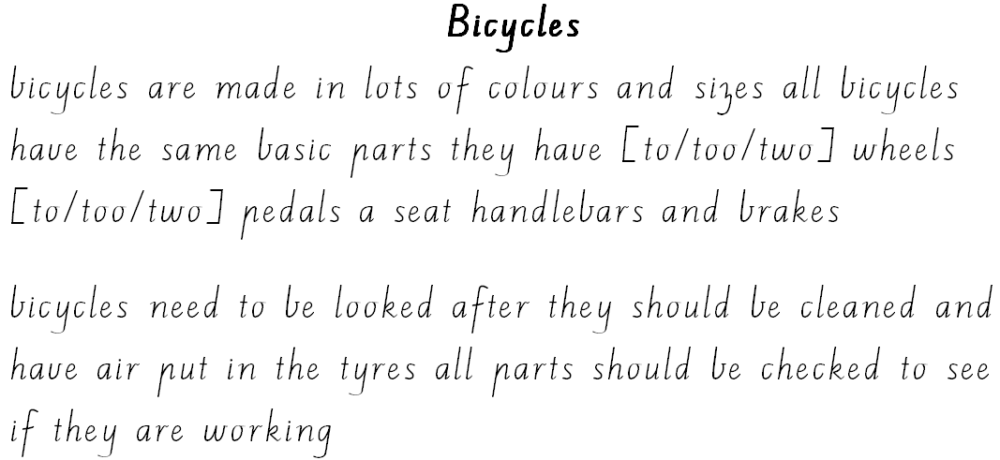 Bicycles
bicycles are made in lots of colours and sizes all bicycles
have the same basic parts they have [to/too/two] wheels
[to/too/two] pedals a seat handlebars and brakes
bicycles need to be looked after they should be cleaned and
have air put in the tyres all parts should be checked to see
if they are working